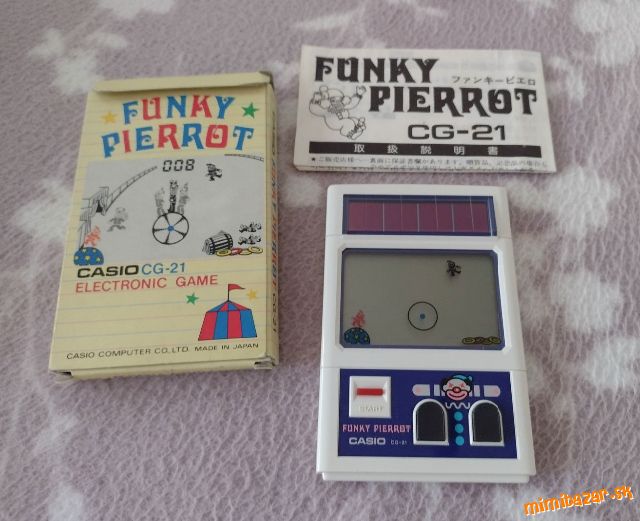 FUNKY
PIERROT
008
CASIO CG-21
ELECTRONIC GAME
CASIO COMPUTER CO., LTD. MADE IN JAPAN
FUNKY
ファンキーピエロ
PIERROT
CG-21
取扱説明書
START
FUNKY PIERROT
CASIO CG-21
mimibazar.sk